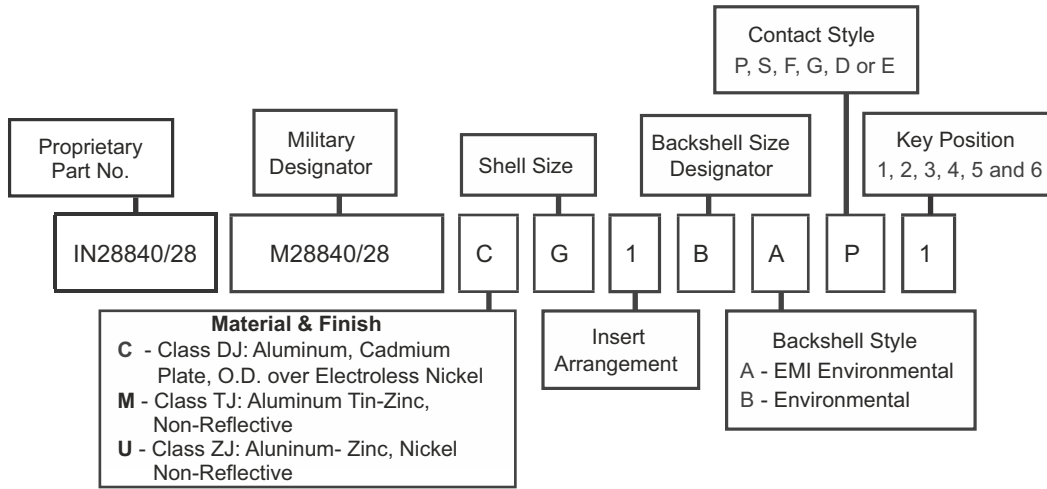 Contact Style
P, S, F, G, D or E
Proprietary
Part No.
Military
Designator
Shell Size
Backshell Size
Designator
Key Position
1, 2, 3, 4, 5 and 6
IN28840/28
M28840/28
C
G
1
B
A
P
1
Material & Finish
C - Class DJ: Aluminum, Cadmium
Plate, O.D. over Electroless Nickel
M - Class TJ: Aluminum Tin-Zinc,
Non-Reflective
U - Class ZJ: Aluninum- Zinc, Nickel
Non-Reflective
Insert
Arrangement
Backshell Style
A - EMI Environmental
B - Environmental